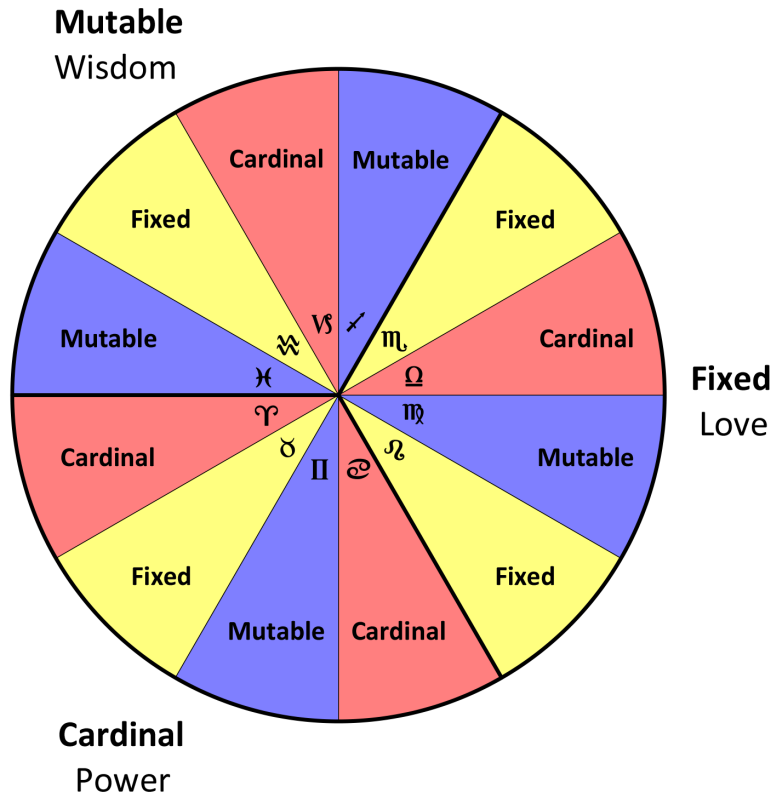 Mutable
Wisdom
Cardinal
Mutable
Fixed
Fixed
Mutable
Cardinal
♑
♐
♒
♏
♓
♎
Fixed
Love
♈
♍
♉
♌
♊
♋
Cardinal
Mutable
Fixed
Fixed
Mutable
Cardinal
Cardinal
Power